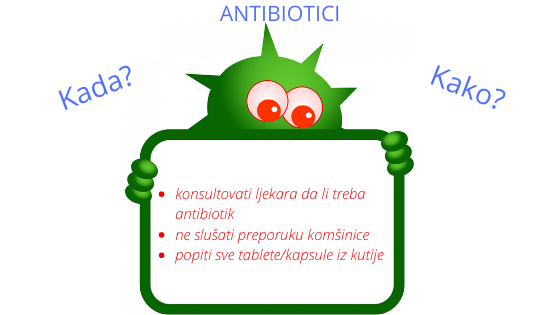 ANTIBIOTICI
Kada?
Kako?
konsultovati ljekara da li treba
antibiotik
ne slušati preporuku komšinice
popiti sve tablete/kapsule iz kutije